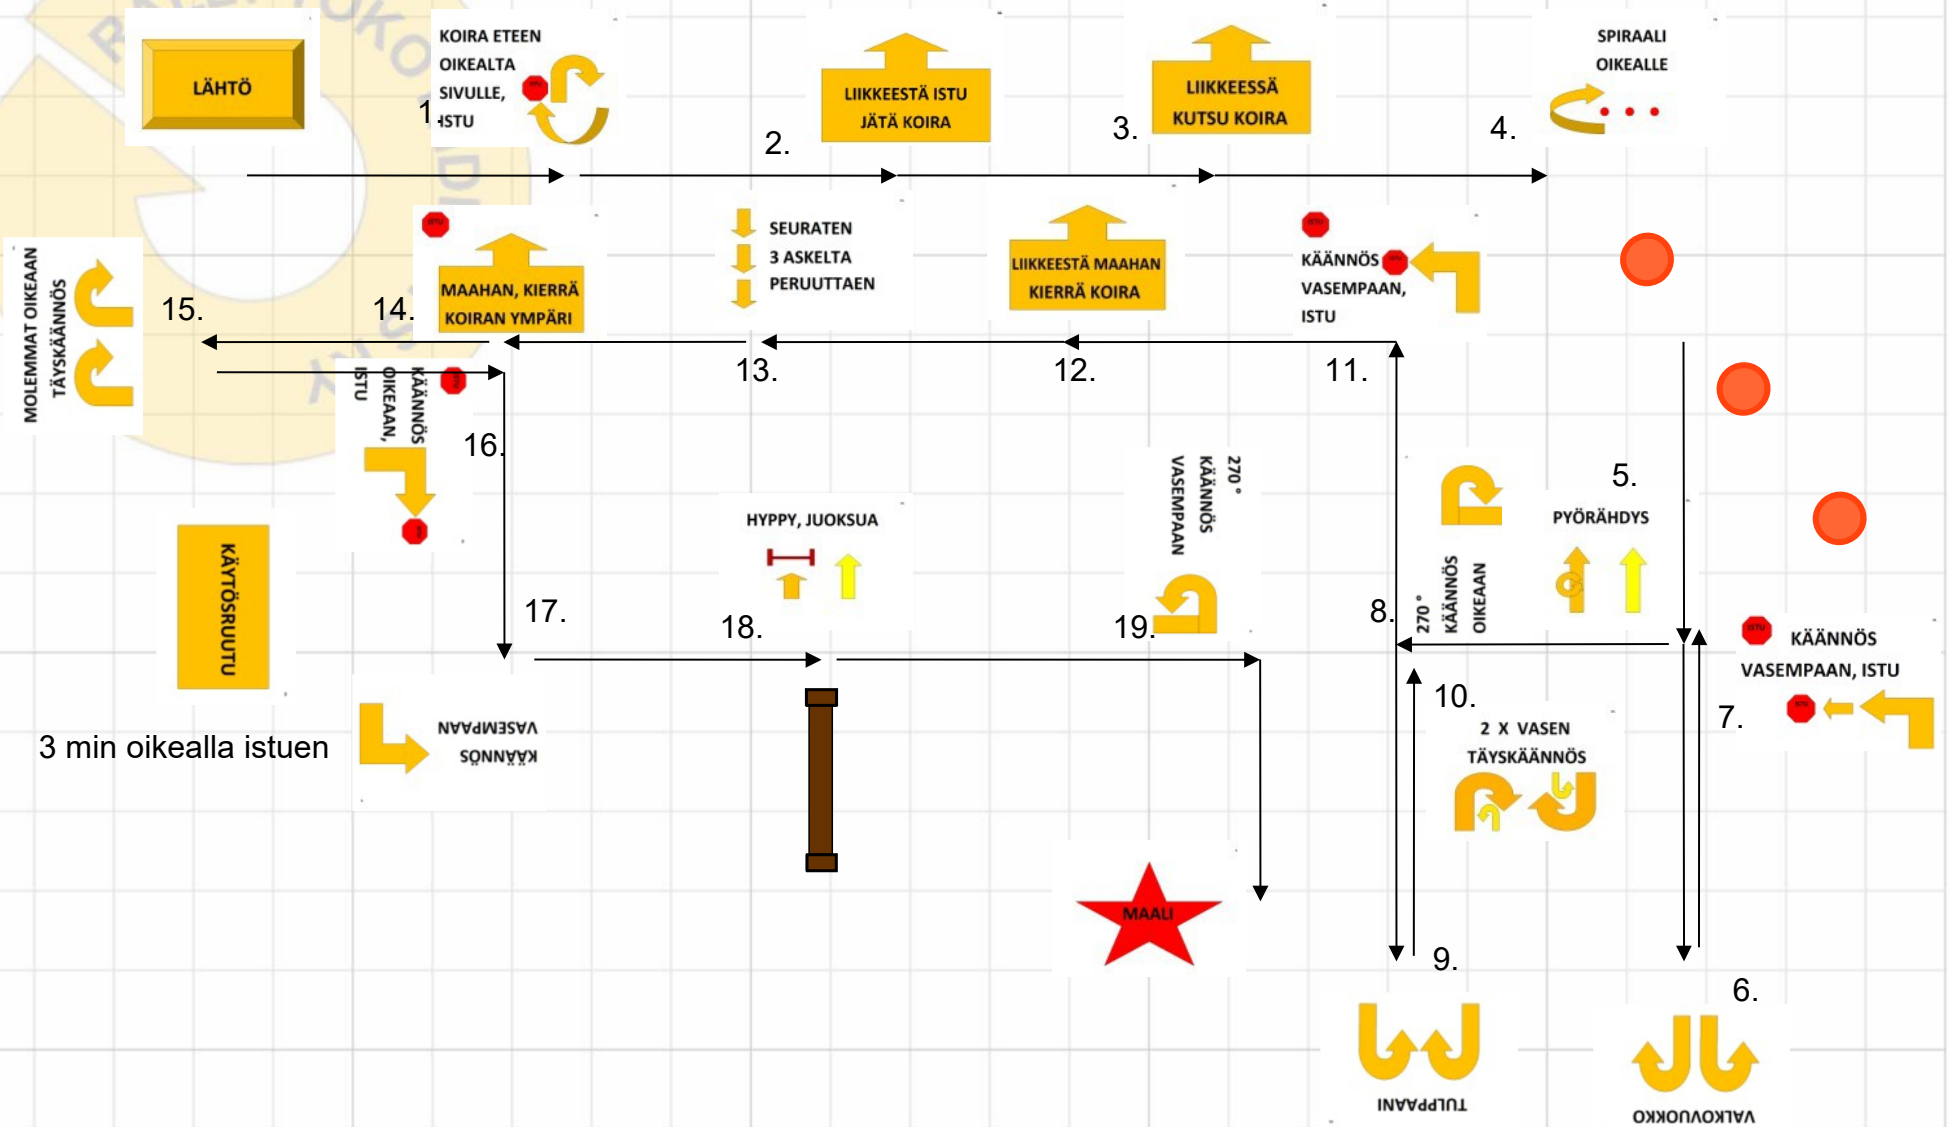 LÄHTÖ
1.
KOIRA ETEEN
OIKEALTA
SIVULLE,
ISTU
2.
LIIKKEESTÄ ISTU
JÄTÄ KOIRA
3.
LIIKKEESSÄ
KUTSU KOIRA
4.
SPIRAALI
OIKEALLE
MOLEMMAT OIKEAAN
TÄYSKÄÄNNÖS
15.
14.
MAAHAN, KIERRÄ
KOIRAN YMPÄRI
SEURATEN
3 ASKELTA
PERUUTTAEN
13.
LIIKKEESTÄ MAAHAN
KIERRÄ KOIRA
12.
ISTU
KÄÄNNÖS
VASEMPAAN,
ISTU
11.
KÄÄNNÖS
OIKEAAN,
ISTU
16.
KÄYTÖSRUUTU
3 min oikealla istuen
17.
KÄÄNNÖS
VASEMPAAN
HYPPY, JUOKSUA
18.
270°
KÄÄNNÖS
VASEMPAAN
19.
8.
270°
KÄÄNNÖS
OIKEAAN
5.
PYÖRÄHDYS
ISTU
KÄÄNNÖS
VASEMPAAN, ISTU
7.
10.
2 X VASEN
TÄYSKÄÄNNÖS
MAALI
9.
TULPPAANI
6.
VALKOVUOKKO